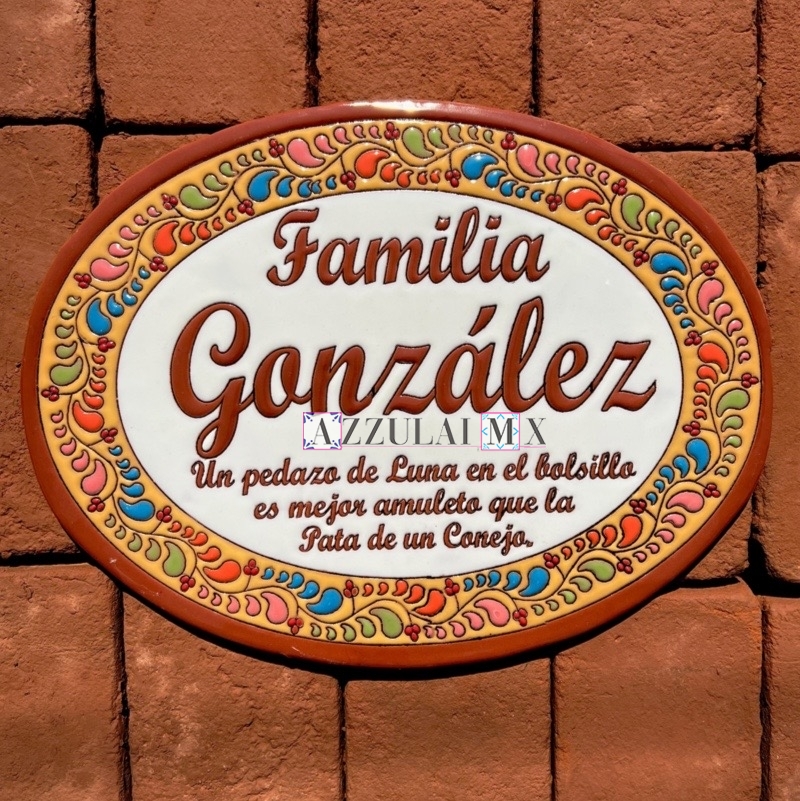 Familia
González
AZZULAI MX
Un pedazo de Luna en el bolsillo
es mejor amuleto que la
Pata de un Conejo.